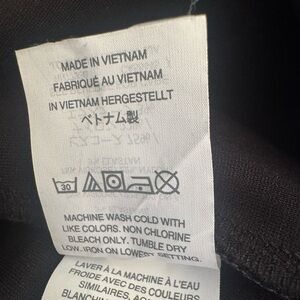 MADE IN VIETNAM
FABRIQUÉ AU VIETNAM
IN VIETNAM HERGESTELLT
ベトナム製
30
MACHINE WASH COLD WITH
LIKE COLORS. NON CHLORINE
BLEACH ONLY. TUMBLE DRY
LOW. IRON ON LOWEST SETTING.
LAVER À LA MACHINE À L'EAU
FROIDE AVEC DES COULEURS
SIMILAIRES,